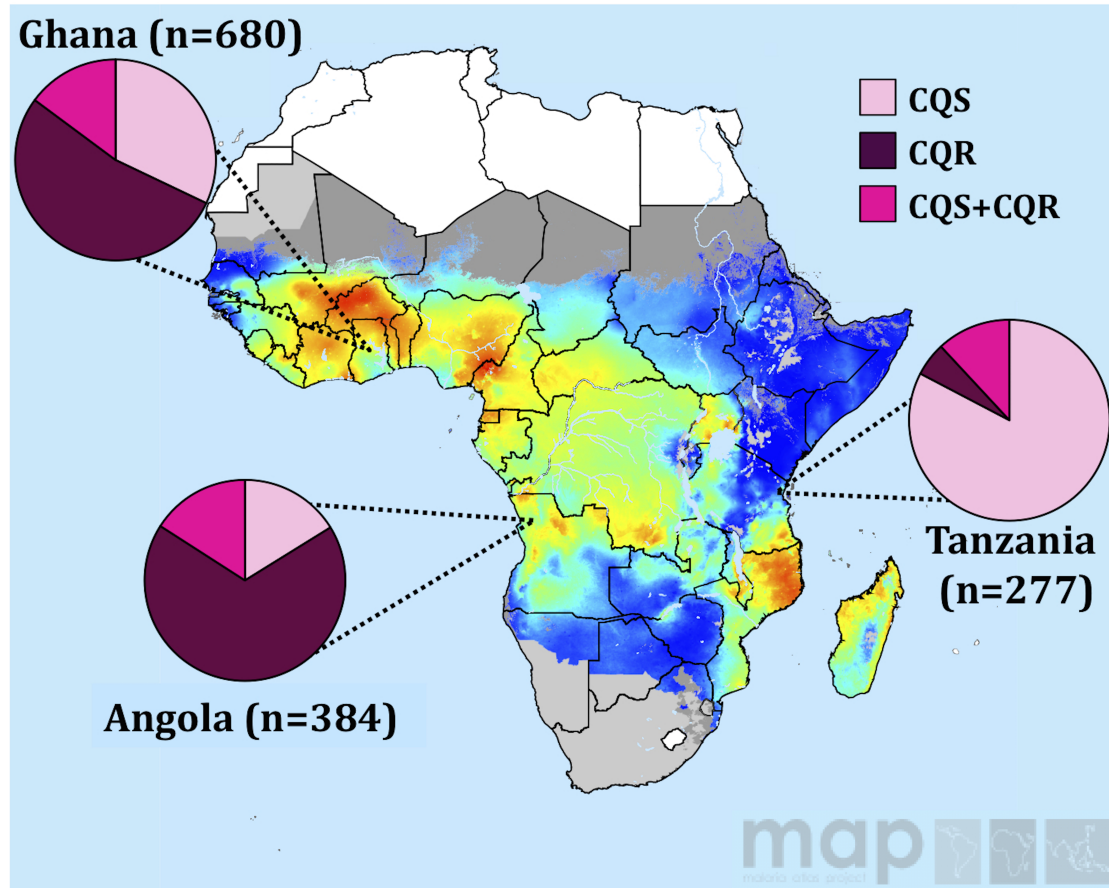 Ghana (n=680)
CQS
CQR
CQS+CQR
Tanzania
(n=277)
Angola (n=384)
map
malaria atlas project